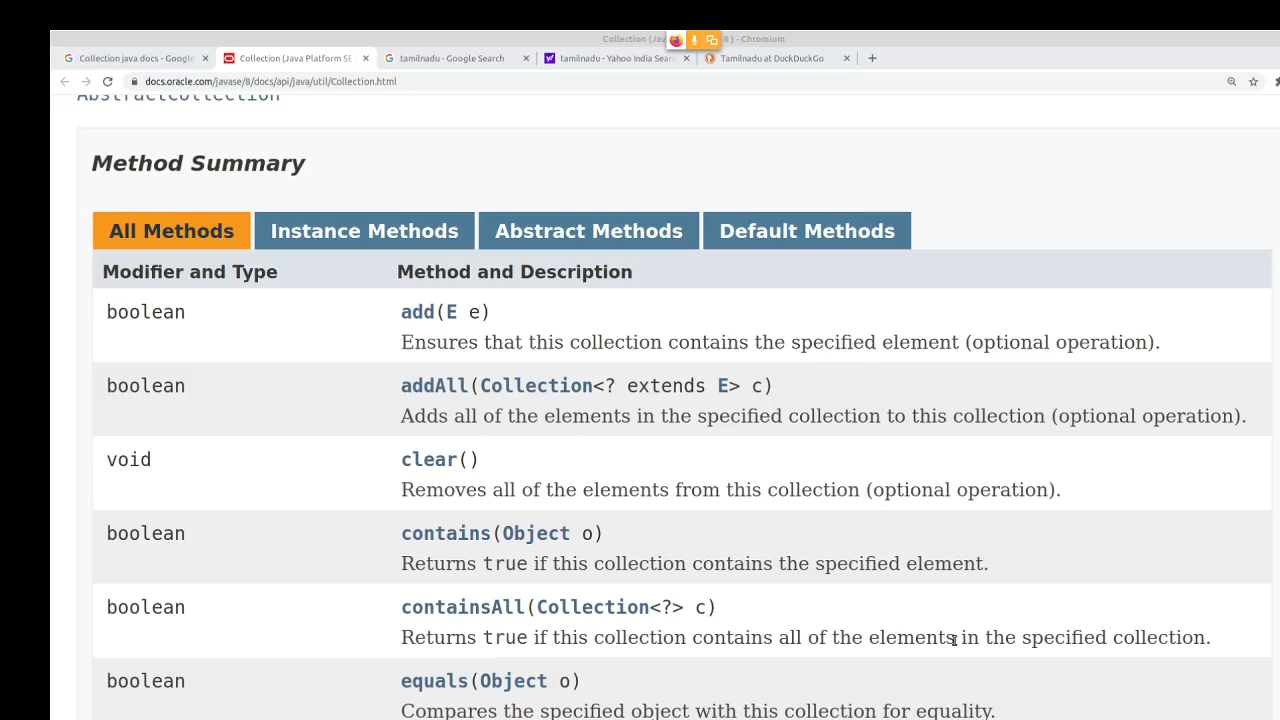 Collection (Jav 8 ) - Chromium
Collection java docs - Google
Collection (Java Platform SE
tamilnadu - Google Search
tamilnadu - Yahoo India Sear
Tamilnadu at DuckDuckGo
docs.oracle.com/javase/8/docs/api/java/util/Collection.html
AbstractCollection
Method Summary
All Methods Instance Methods Abstract Methods Default Methods
Modifier and Type Method and Description
boolean add(E e)
Ensures that this collection contains the specified element (optional operation).
boolean addAll(Collection<? extends E> c)
Adds all of the elements in the specified collection to this collection (optional operation).
void clear()
Removes all of the elements from this collection (optional operation).
boolean contains(Object o)
Returns true if this collection contains the specified element.
boolean containsAll(Collection<?> c)
Returns true if this collection contains all of the elements in the specified collection.
boolean equals(Object o)
Compares the specified object with this collection for equality.